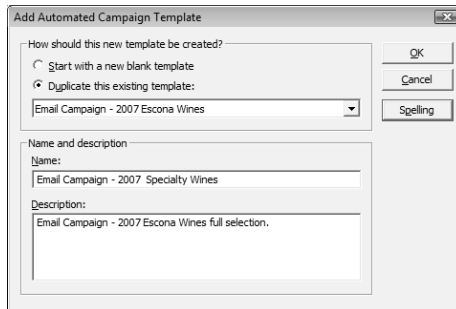 Add Automated Campaign Template
How should this new template be created?
Start with a new blank template
Duplicate this existing template:
Email Campaign - 2007 Escona Wines
OK
Cancel
Spelling
Name and description
Name:
Email Campaign - 2007  Specialty Wines
Description:
Email Campaign - 2007 Escona Wines full selection.